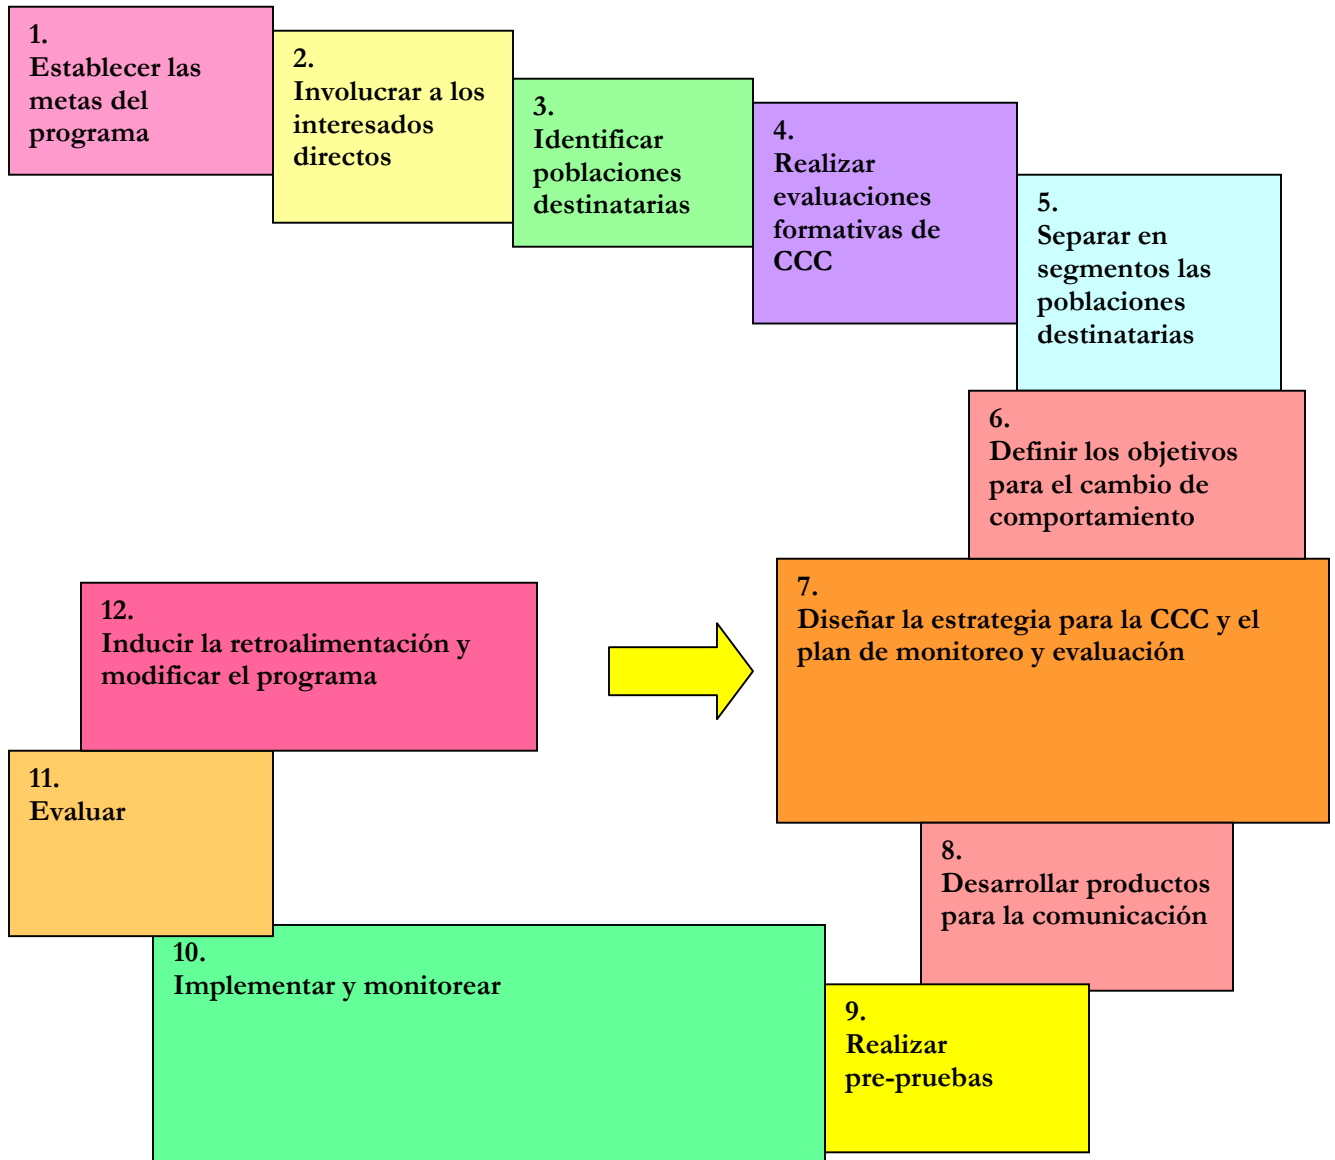 1.
Establecer las
metas del
programa
2.
Involucrar a los
interesados
directos
3.
Identificar
poblaciones
destinatarias
4.
Realizar
evaluaciones
formativas de
CCC
5.
Separar en
segmentos las
poblaciones
destinatarias
6.
Definir los objetivos
para el cambio de
comportamiento
7.
Diseñar la estrategia para la CCC y el
plan de monitoreo y evaluación
8.
Desarrollar productos
para la comunicación
9.
Realizar
pre-pruebas
10.
Implementar y monitorear
11.
Evaluar
12.
Inducir la retroalimentación y
modificar el programa